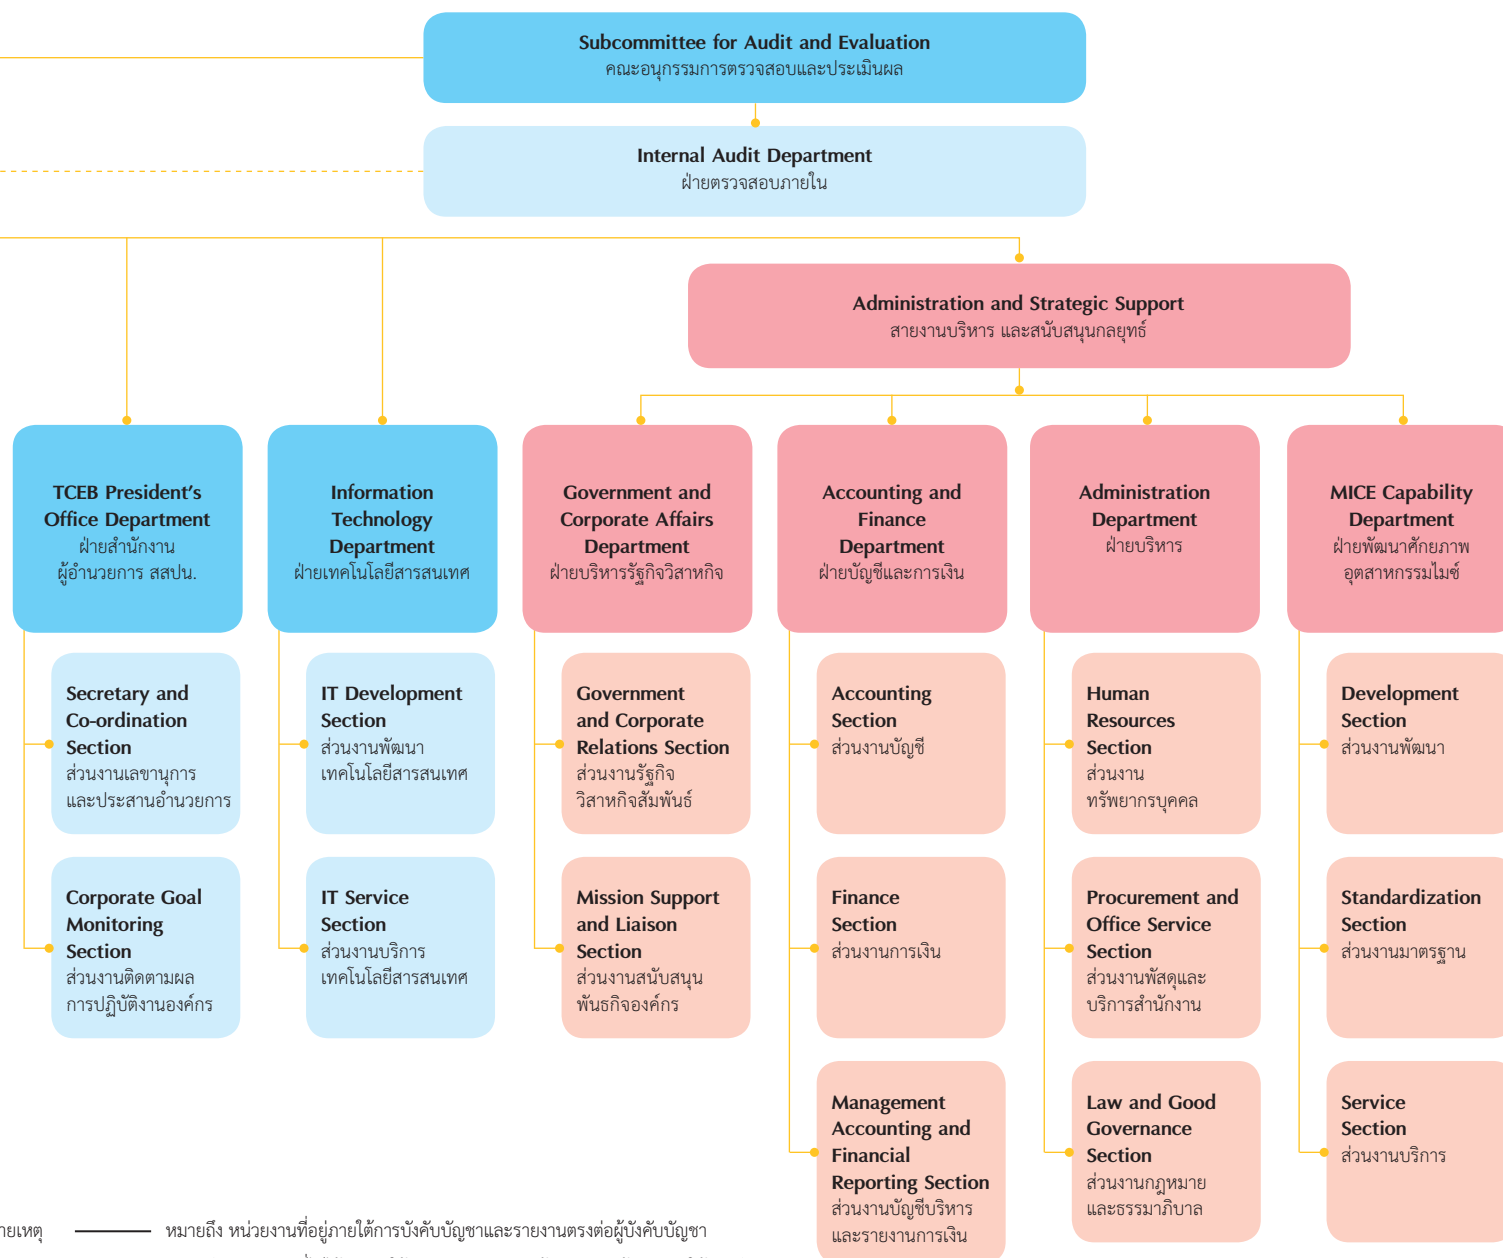 Subcommittee for Audit and Evaluation
คณะอนุกรรมการตรวจสอบและประเมินผล
Internal Audit Department
ฝ่ายตรวจสอบภายใน
Administration and Strategic Support
สายงานบริหาร และสนับสนุนกลยุทธ์
TCEB President's
Office Department
ฝ่ายสำนักงาน
ผู้อำนวยการ สสปน.
Information
Technology
Department
ฝ่ายเทคโนโลยีสารสนเทศ
Government and
Corporate Affairs
Department
ฝ่ายบริหารรัฐกิจวิสาหกิจ
Accounting and
Finance
Department
ฝ่ายบัญชีและการเงิน
Administration
Department
ฝ่ายบริหาร
MICE Capability
Department
ฝ่ายพัฒนาศักยภาพ
อุตสาหกรรมไมซ์
Secretary and
Co-ordination
Section
ส่วนงานเลขานุการ
และประสานอำนวยการ
IT Development
Section
ส่วนงานพัฒนา
เทคโนโลยีสารสนเทศ
Government
and Corporate
Relations Section
ส่วนงานรัฐกิจ
วิสาหกิจสัมพันธ์
Accounting
Section
ส่วนงานบัญชี
Human
Resources
Section
ส่วนงาน
ทรัพยากรบุคคล
Development
Section
ส่วนงานพัฒนา
Corporate Goal
Monitoring
Section
ส่วนงานติดตามผล
การปฏิบัติงานองค์กร
IT Service
Section
ส่วนงานบริการ
เทคโนโลยีสารสนเทศ
Mission Support
and Liaison
Section
ส่วนงานสนับสนุน
พันธกิจองค์กร
Finance
Section
ส่วนงานการเงิน
Procurement and
Office Service
Section
ส่วนงานพัสดุและ
บริการสำนักงาน
Standardization
Section
ส่วนงานมาตรฐาน
Management
Accounting and
Financial
Reporting Section
ส่วนงานบัญชีบริหาร
และรายงานการเงิน
Law and Good
Governance
Section
ส่วนงานกฎหมาย
และธรรมาภิบาล
Service
Section
ส่วนงานบริการ
ายเหตุ หมายถึง หน่วยงานที่อยู่ภายใต้การบังคับบัญชาและรายงานตรงต่อผู้บังคับบัญชา